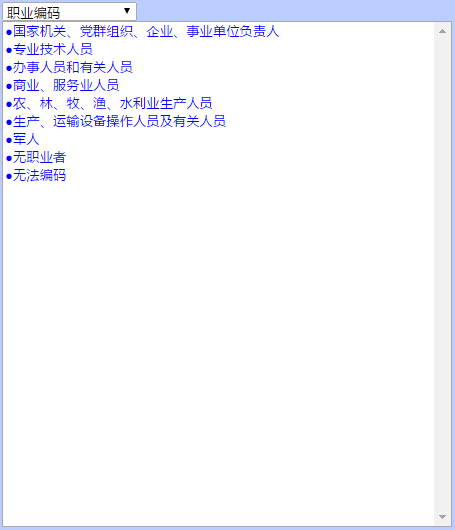 职业编码
●国家机关、党群组织、企业、事业单位负责人
●专业技术人员
●办事人员和有关人员
●商业、服务业人员
●农、林、牧、渔、水利业生产人员
●生产、运输设备操作人员及有关人员
●军人
●无职业者
●无法编码